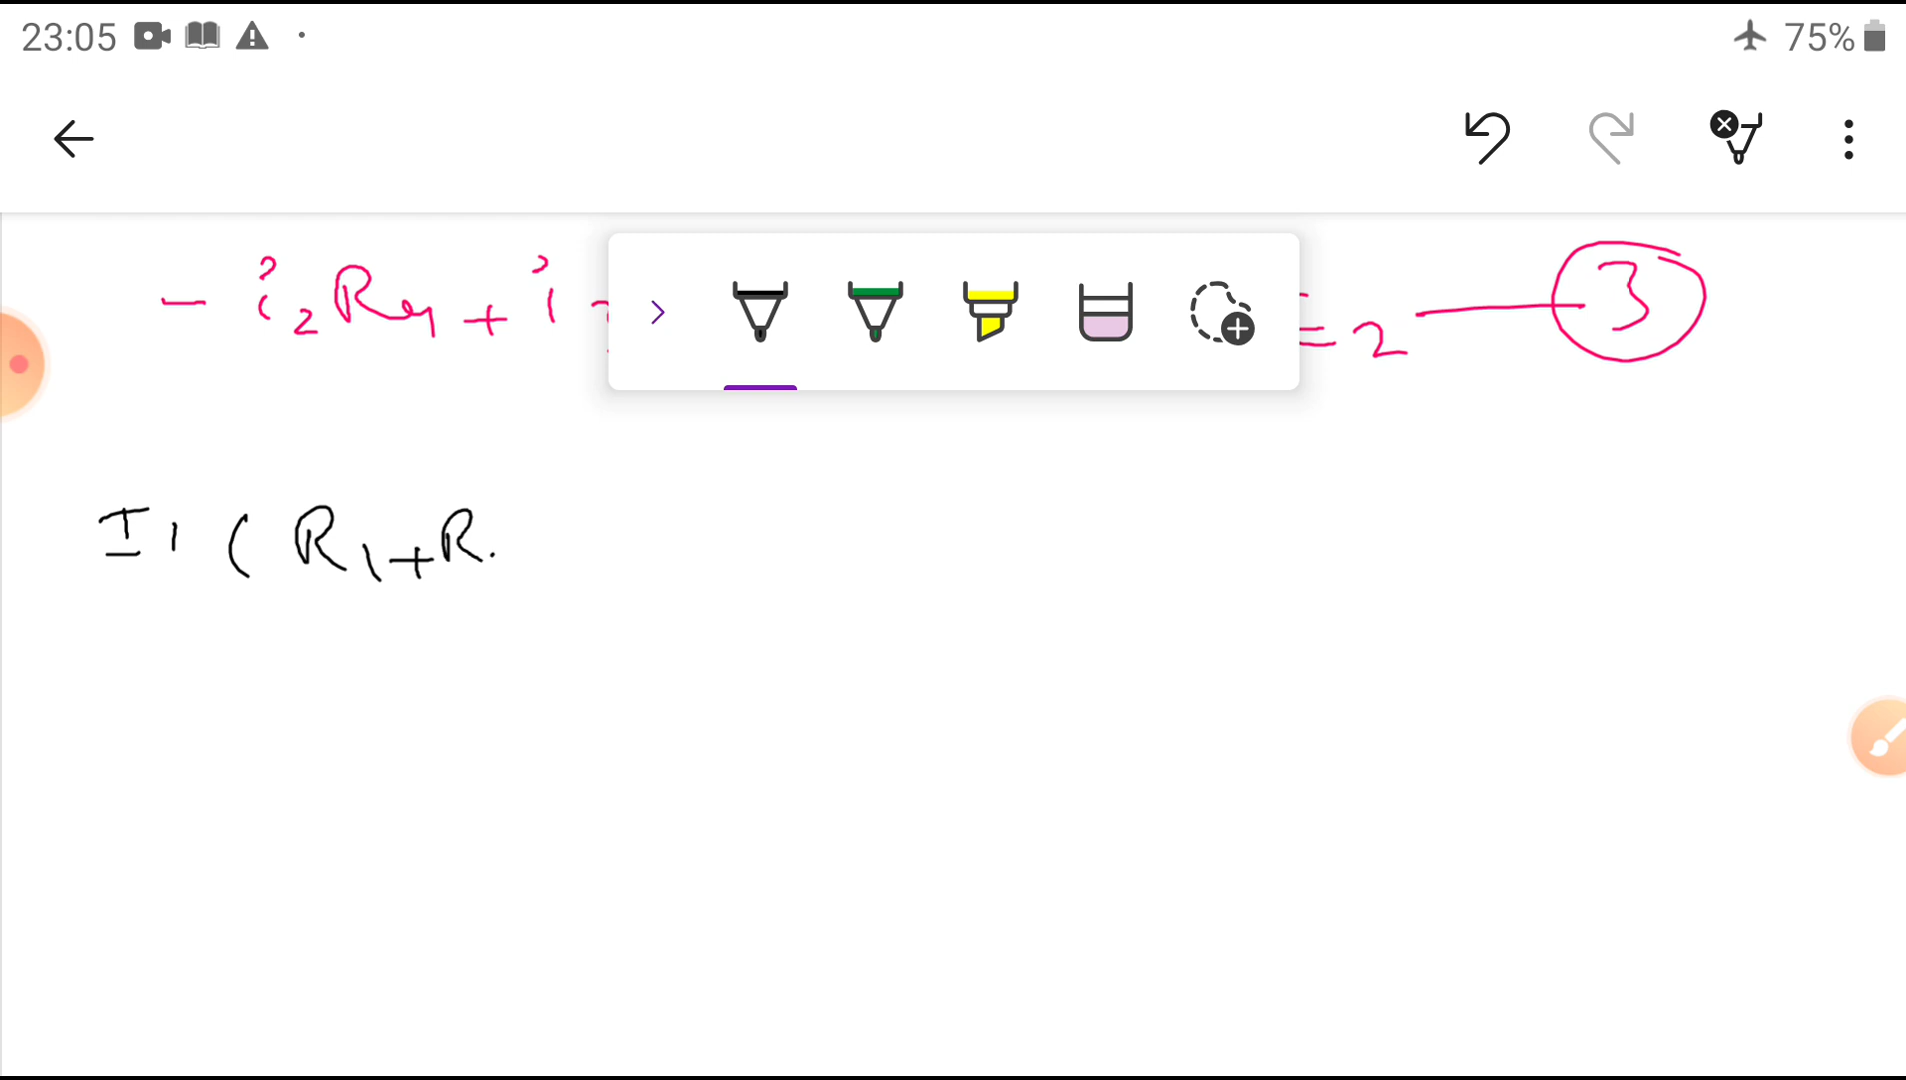 23:05 75%
- i₂R₄ + i = 2 — 3
I₁ ( R₁+R.